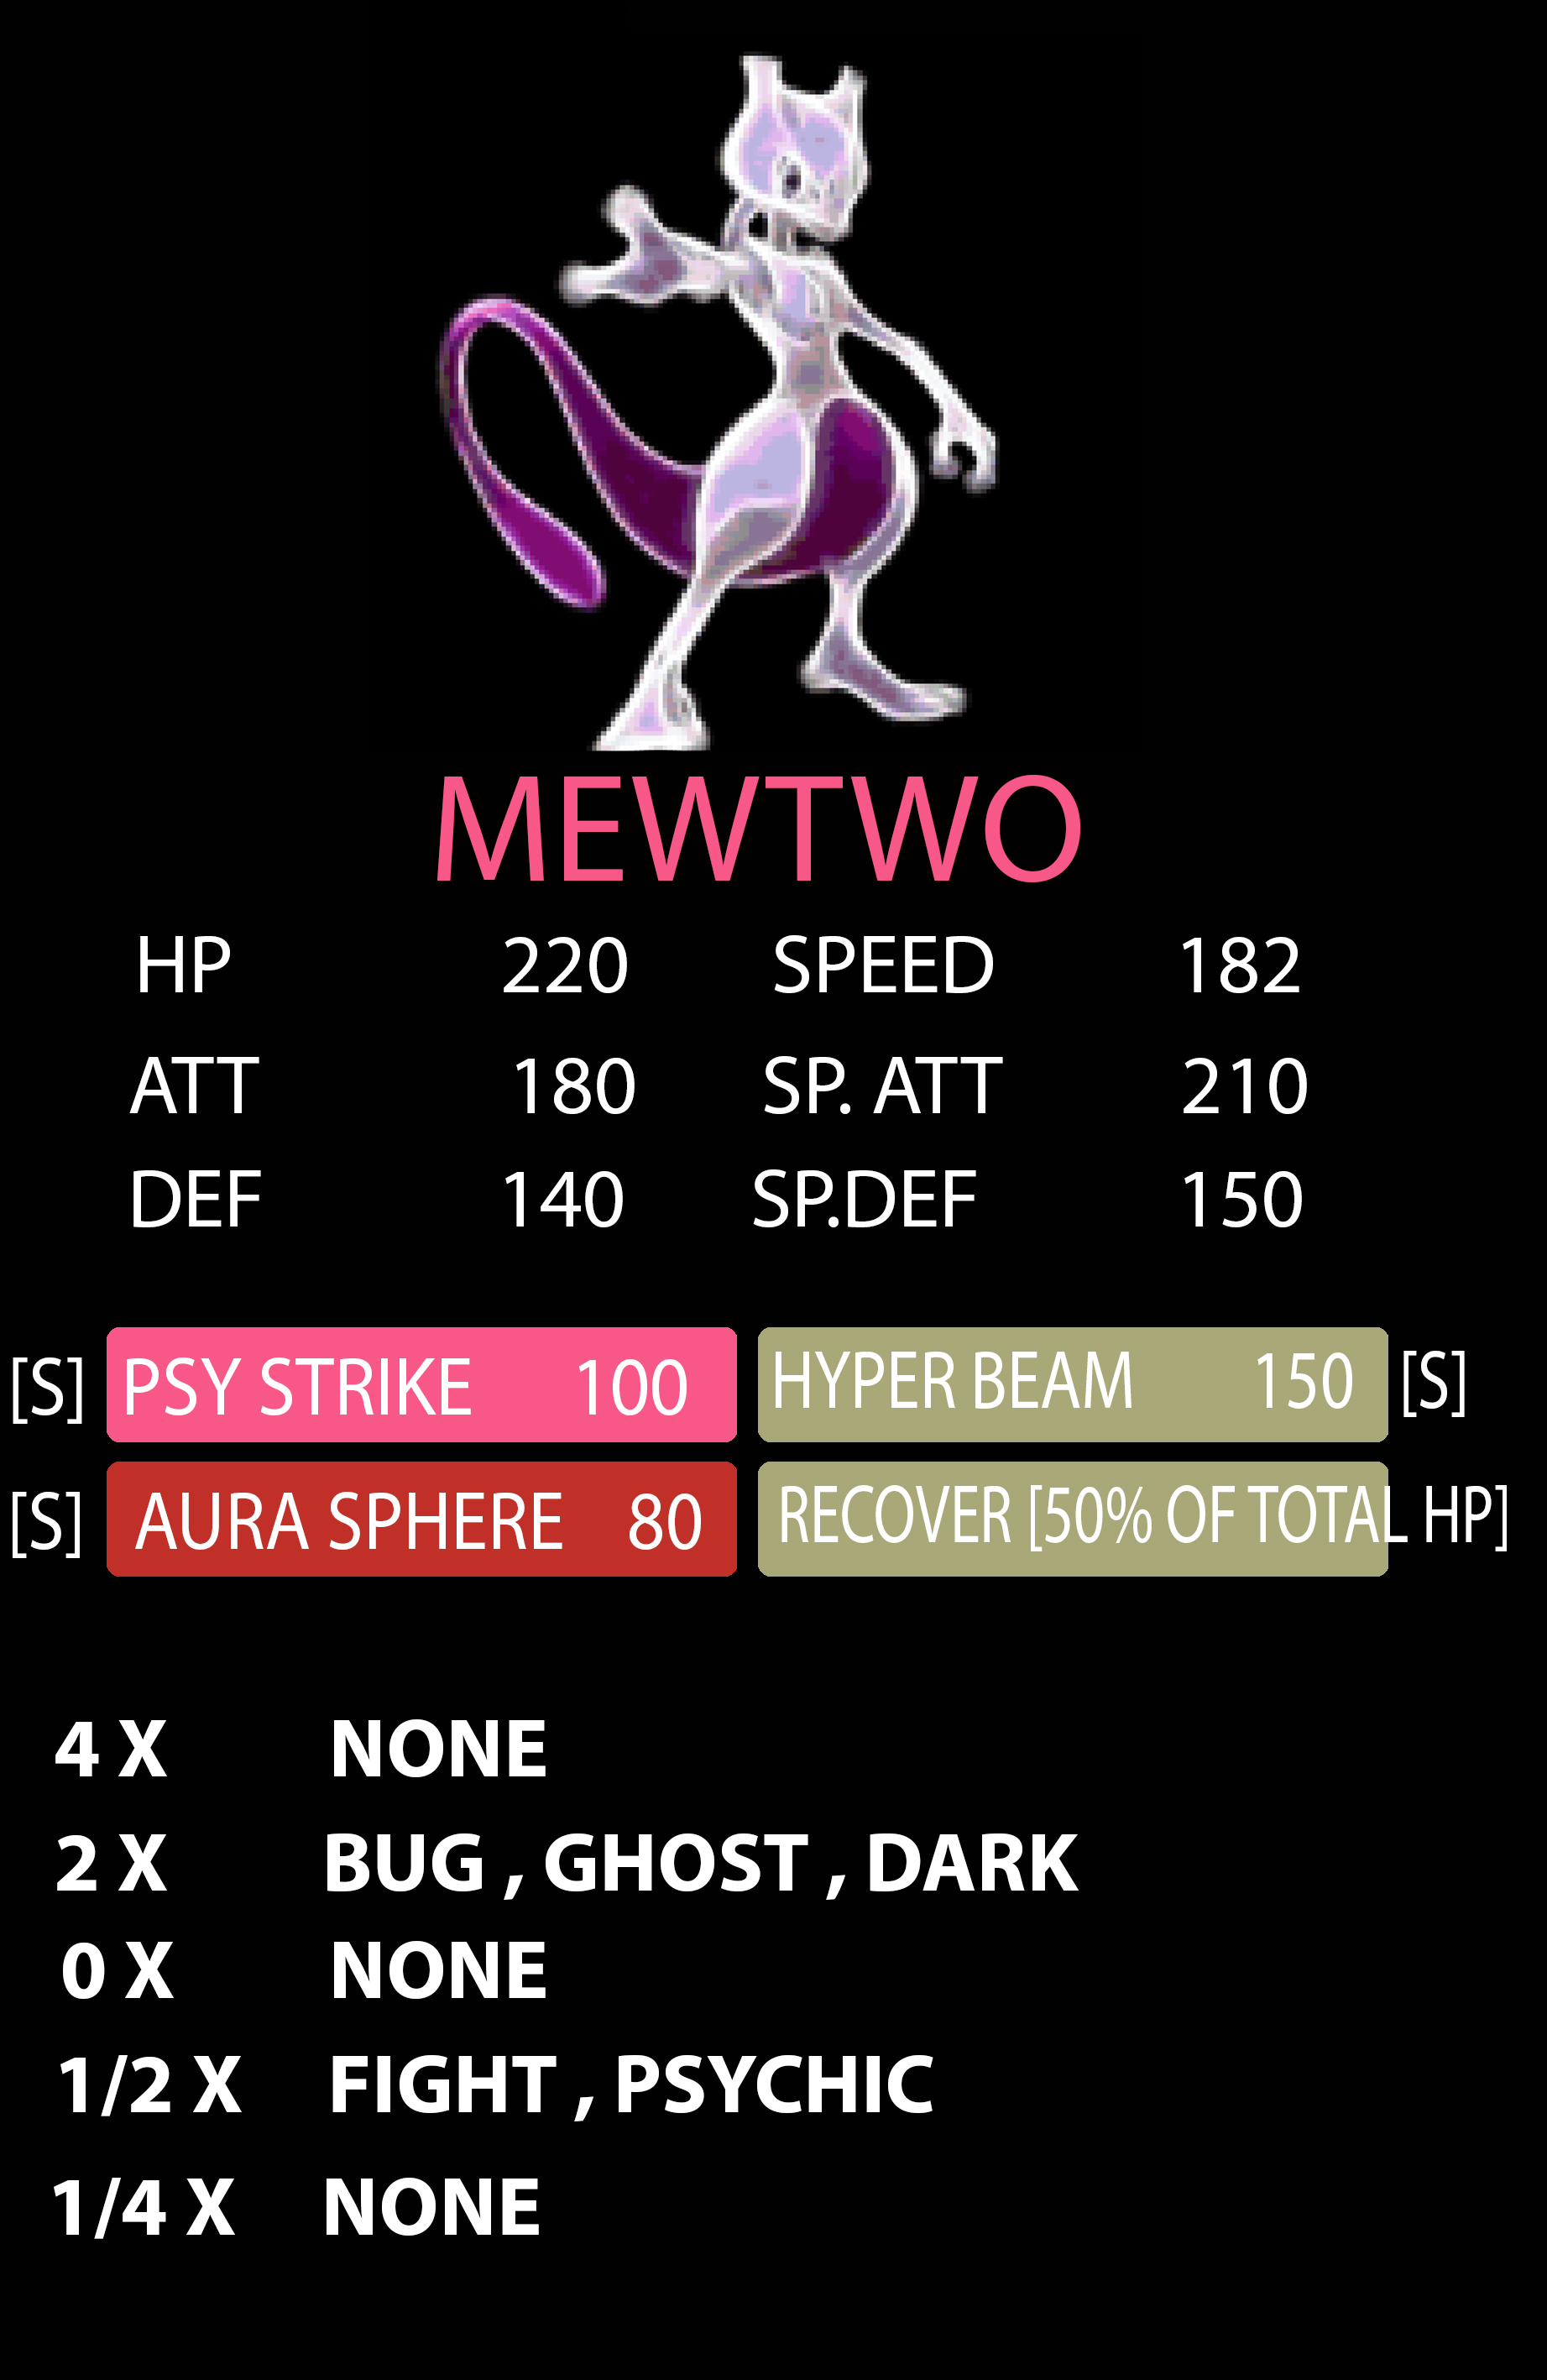 MEWTWO
HP 220 SPEED 182
ATT 180 SP. ATT 210
DEF 140 SP.DEF 150
[S] PSY STRIKE 100 HYPER BEAM 150 [S]
[S] AURA SPHERE 80 RECOVER [50% OF TOTAL HP]
4 X NONE
2 X BUG , GHOST , DARK
0 X NONE
1/2 X FIGHT , PSYCHIC
1/4 X NONE